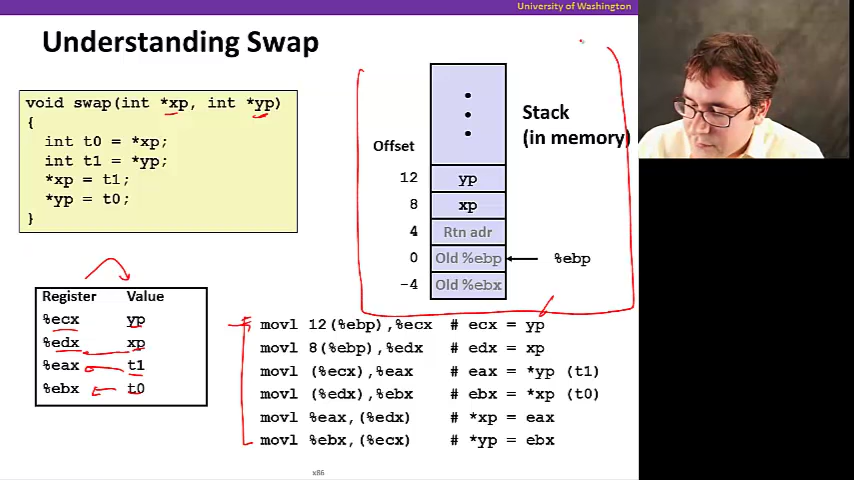 University of Washington
Understanding Swap
void swap(int *xp, int *yp)
{
int t0 = *xp;
int t1 = *yp;
*xp = t1;
*yp = t0;
}
Stack
(in memory)
Offset
12 yp
8 xp
4 Rtn adr
0 Old %ebp %ebp
-4 Old %ebx
Register Value
%ecx yp
%edx xp
%eax t1
%ebx t0
movl 12(%ebp),%ecx # ecx = yp
movl 8(%ebp),%edx # edx = xp
movl (%ecx),%eax # eax = *yp (t1)
movl (%edx),%ebx # ebx = *xp (t0)
movl %eax,(%edx) # *xp = eax
movl %ebx,(%ecx) # *yp = ebx
x86